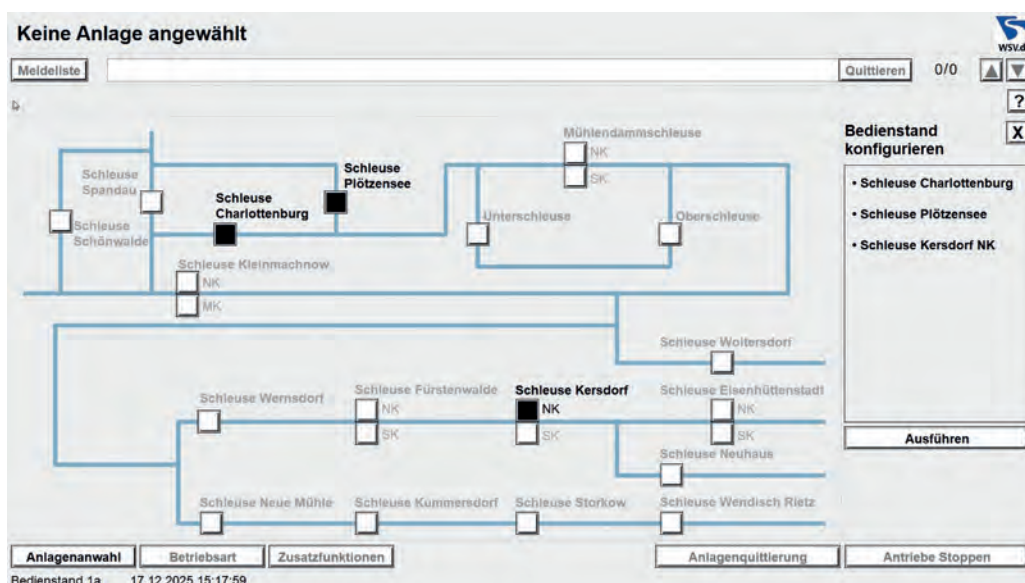 Keine Anlage angewählt
WSV.d
Meldeliste
Quittieren
0/0
?
X
Bedienstand
konfigurieren
• Schleuse Charlottenburg
• Schleuse Plötzensee
• Schleuse Kersdorf NK
Ausführen
Mühlendammschleuse
NK
SK
Schleuse
Spandau
Schleuse
Plötzensee
Schleuse
Charlottenburg
Unterschleuse
Oberschleuse
Schleuse
Schönwalde
Schleuse Kleinmachnow
NK
MK
Schleuse Woltersdorf
Schleuse Wernsdorf
Schleuse Fürstenwalde
NK
SK
Schleuse Kersdorf
NK
SK
Schleuse Eisenhüttenstadt
NK
SK
Schleuse Neuhaus
Schleuse Neue Mühle
Schleuse Kummersdorf
Schleuse Storkow
Schleuse Wendisch Rietz
Anlagenanwahl
Betriebsart
Zusatzfunktionen
Anlagenquittierung
Antriebe Stoppen
Bedienstand 1a
17.12.2025 15:17:59